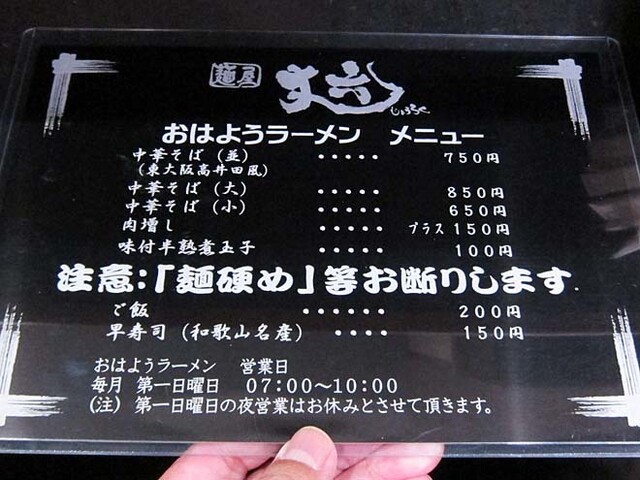 麺屋 丈六
じょうろく
おはようラーメン メニュー
中華そば（並） ・・・・・ 750円
（東大阪高井田風）
中華そば（大） ・・・・・ 850円
中華そば（小） ・・・・・ 650円
肉増し ・・・・・ プラス150円
味付半熟煮玉子 ・・・・・ 100円
注意：「麺硬め」等お断りします
ご飯 ・・・・・・ 200円
早寿司（和歌山名産） ・・・・ 150円
おはようラーメン 営業日
毎月 第一日曜日 07:00～10:00
（注） 第一日曜日の夜営業はお休みとさせて頂きます。